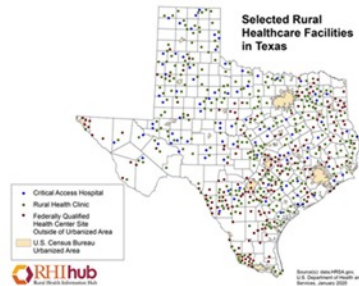 Selected Rural
Healthcare Facilities
in Texas
Critical Access Hospital
Rural Health Clinic
Federally Qualified
Health Center Site
Outside of Urbanized Area
U.S. Census Bureau
Urbanized Area
RHIhub
Rural Health Information Hub
Source(s): data.HRSA.gov,
U.S. Department of Health and
Services, January 2020